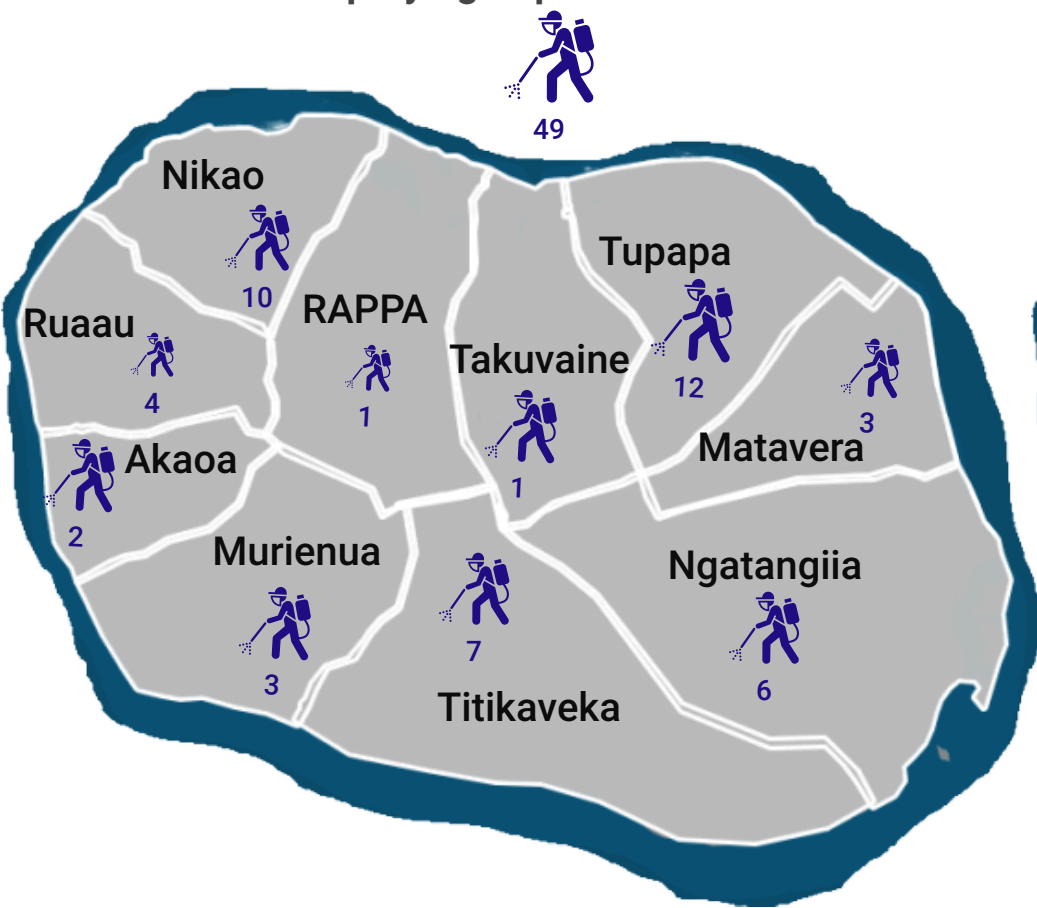 49
Nikao
10
Ruaau
4
RAPPA
1
Tupapa
12
Takuvaine
1
3
Matavera
Akaoa
2
Murienua
3
7
Titikaveka
Ngatangiia
6